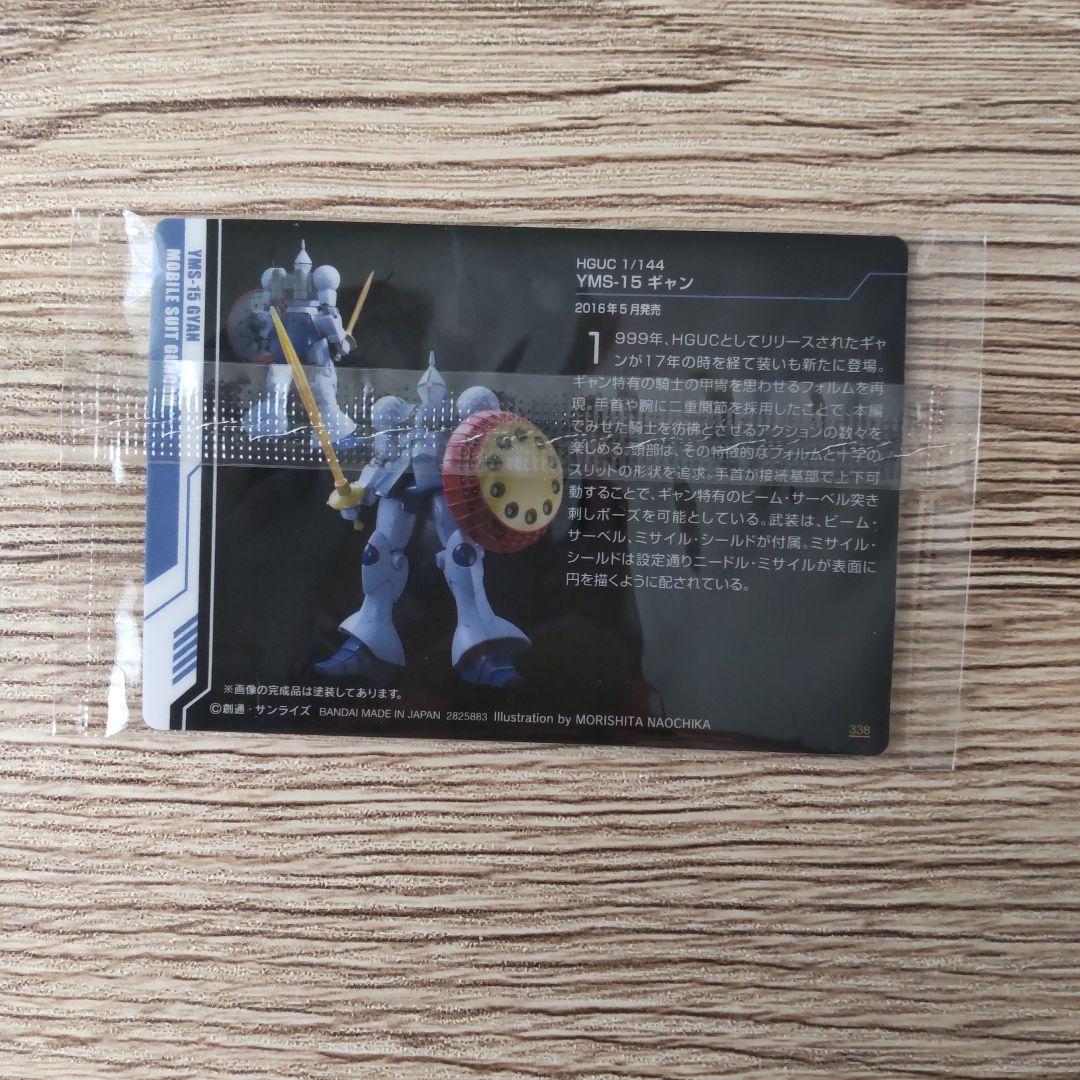 YMS-15 GYAN
MOBILE SUIT
HGUC 1/144
YMS-15 ギャン
2016年5月発売
1999年、HGUCとしてリリースされたギャ
ンが17年の時を経て装いも新たに登場。
ギャン特有の騎士の甲冑を思わせるフォルムを再
現。手首や腕に二重関節を採用したことで、本編
でみせた騎士を彷彿とさせるアクションの数々を
楽しめる。頭部は、その特徴的なフォルムと十字の
スリットの形状を追求。手首が接続基部で上下可
動することで、ギャン特有のビーム・サーベル突き
刺しポーズを可能としている。武装は、ビーム・
サーベル、ミサイル・シールドが付属。ミサイル・
シールドは設定通りニードル・ミサイルが表面に
円を描くように配されている。
※画像の完成品は塗装してあります。
©創通・サンライズ BANDAI MADE IN JAPAN 2825883 Illustration by MORISHITA NAOCHIKA
338